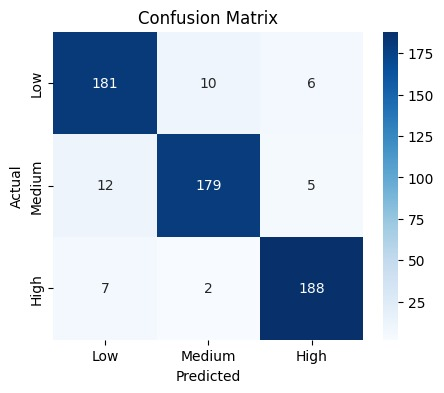 Confusion Matrix
Low
181
10
6
Actual
Medium
12
179
5
High
7
2
188
Low
Medium
High
Predicted
175
150
125
100
75
50
25